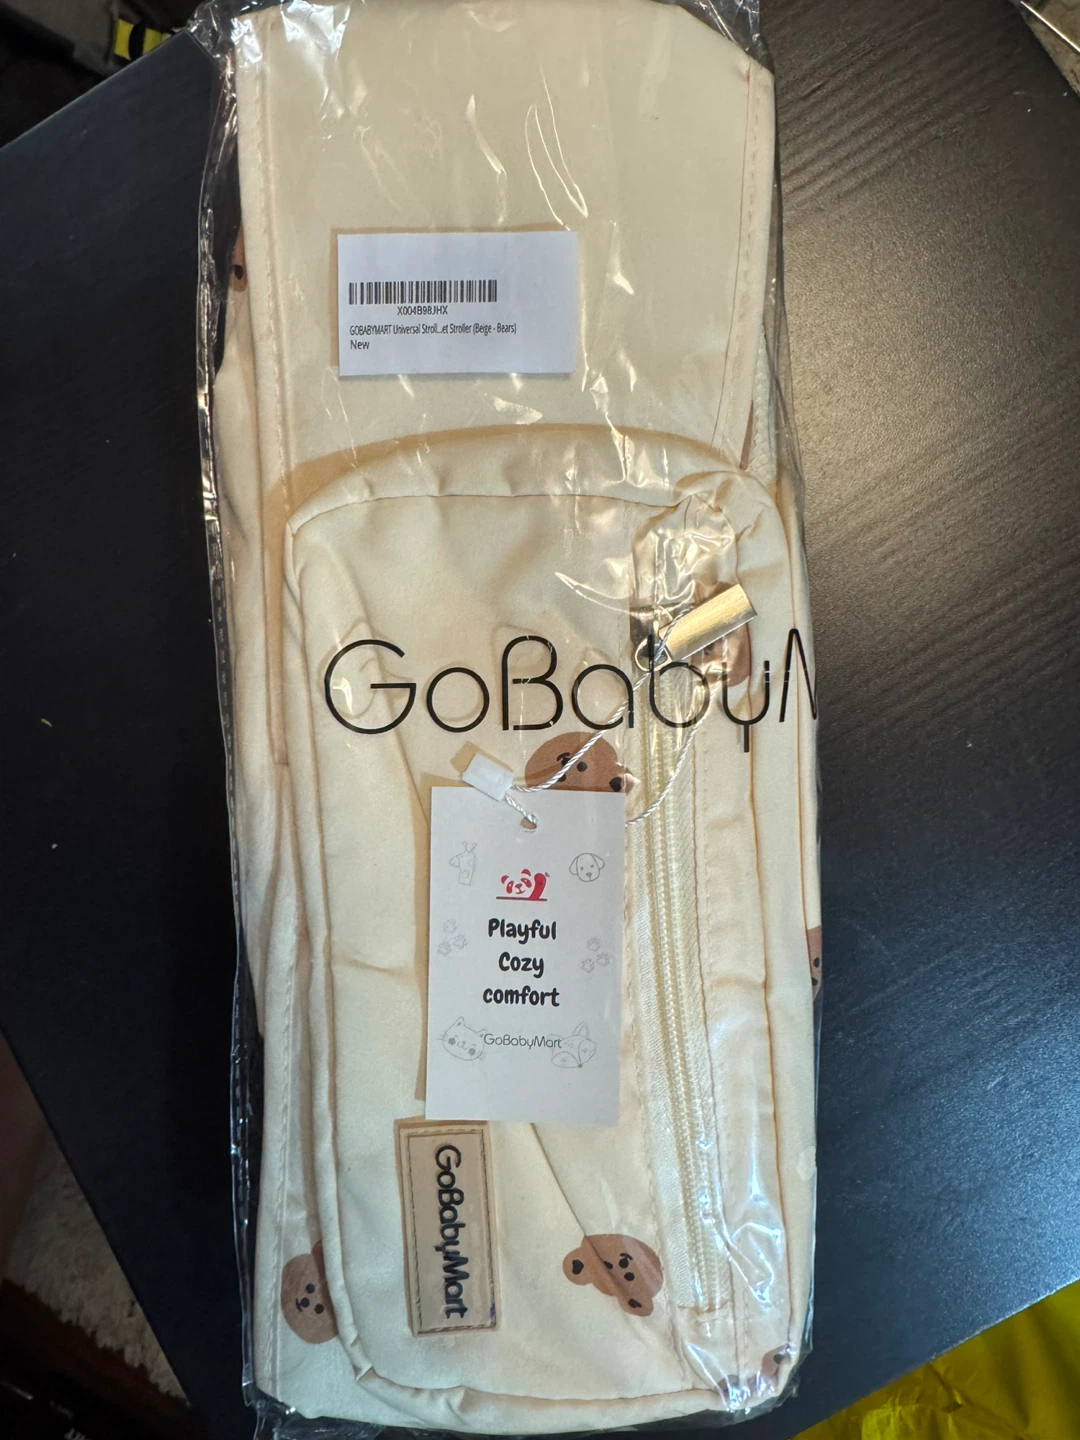 X004B98JHX
GOBABYMART Universal Stroll...et Stroller (Beige - Bears)
New
GoBabyM
Playful
Cozy
comfort
GoBabyMart
GoBabyMart